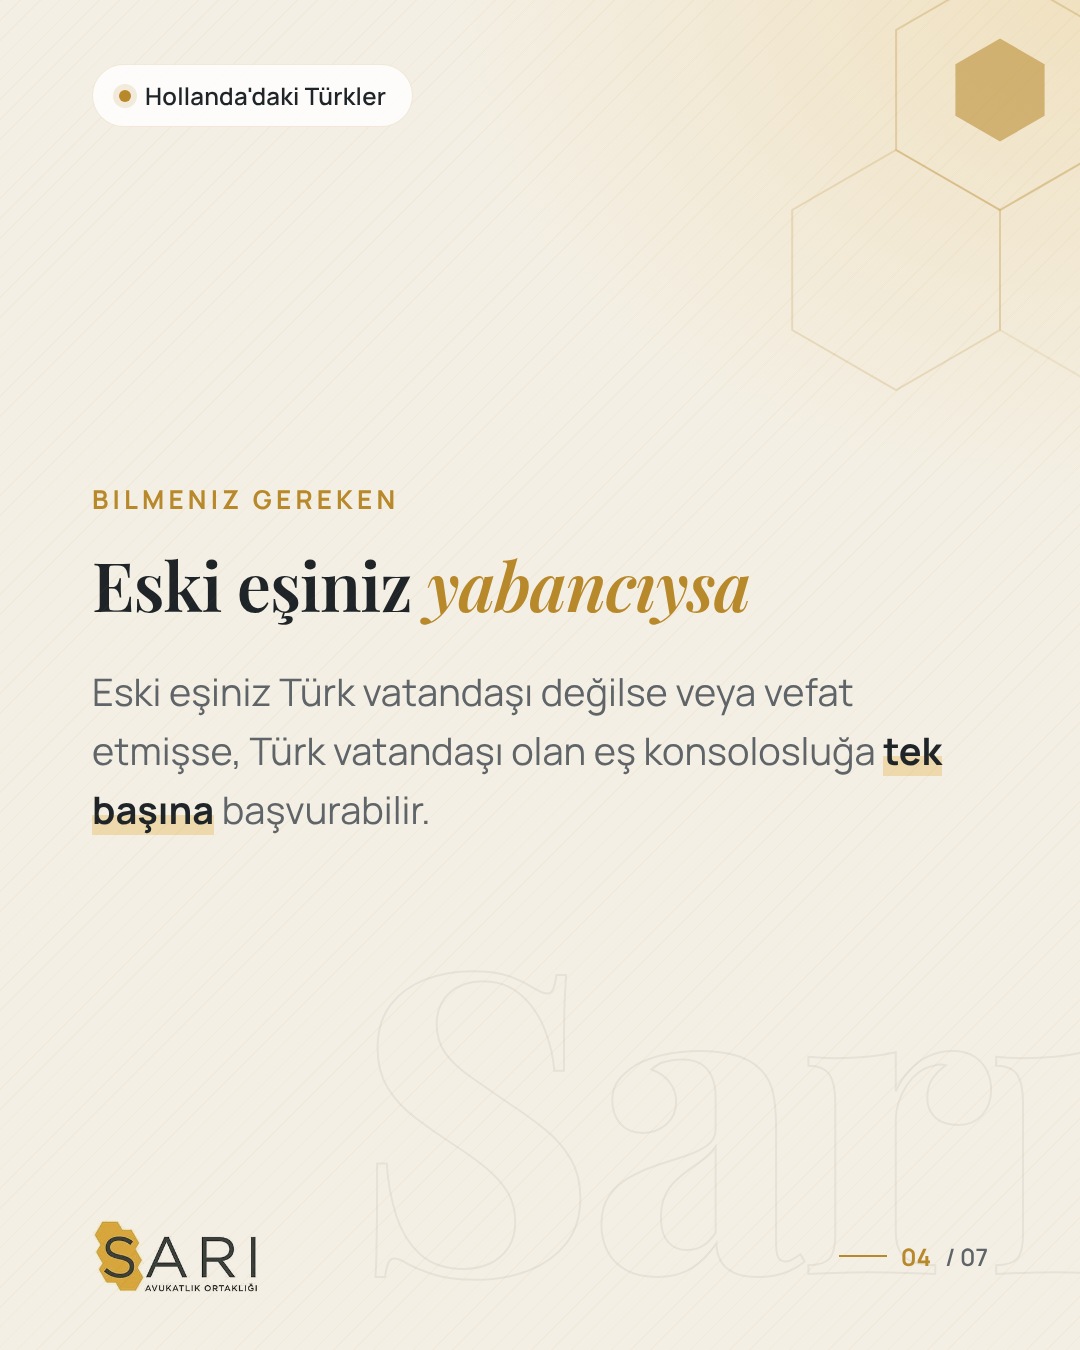 Hollanda'daki Türkler
BILMENIZ GEREKEN
Eski eşiniz yabancıysa
Eski eşiniz Türk vatandaşı değilse veya vefat
etmişse, Türk vatandaşı olan eş konsolosluğa tek
başına başvurabilir.
Sarı
SARI
AVUKATLIK ORTAKLIĞI
04 / 07